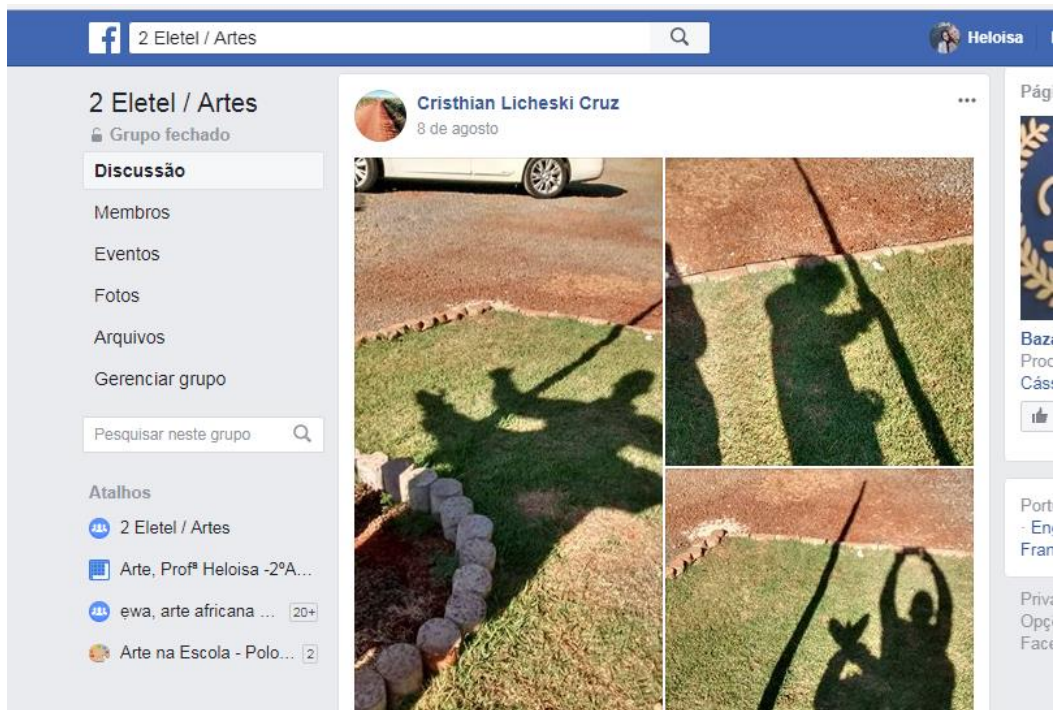 2 Eletel / Artes
Heloisa
2 Eletel / Artes
Grupo fechado
Discussão
Membros
Eventos
Fotos
Arquivos
Gerenciar grupo
Pesquisar neste grupo
Atalhos
2 Eletel / Artes
Arte, Profª Heloisa -2ºA...
ẹwa, arte africana ... 20+
Arte na Escola - Polo... 2
Cristhian Licheski Cruz
8 de agosto